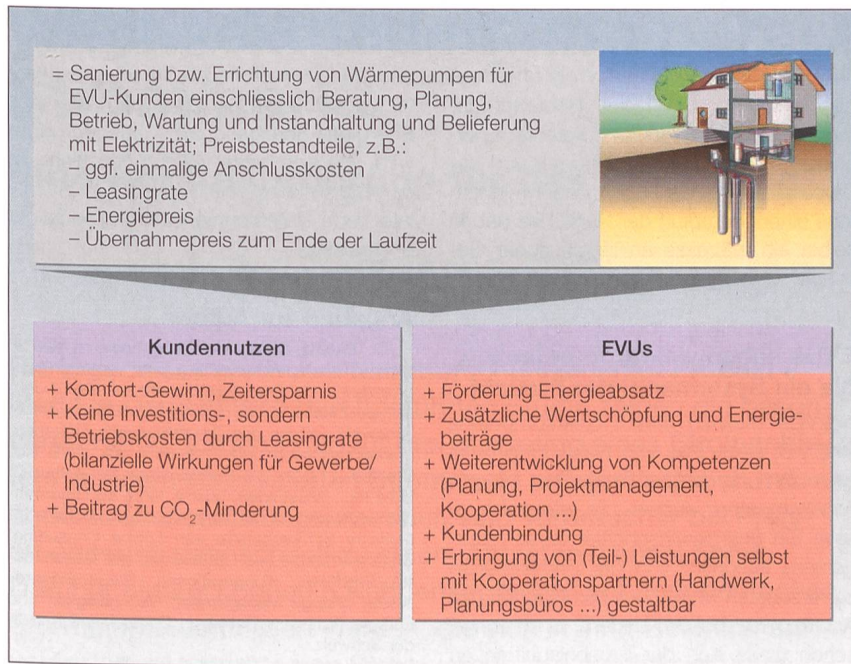 = Sanierung bzw. Errichtung von Wärmepumpen für
EVU-Kunden einschliesslich Beratung, Planung,
Betrieb, Wartung und Instandhaltung und Belieferung
mit Elektrizität; Preisbestandteile, z.B.:
– ggf. einmalige Anschlusskosten
– Leasingrate
– Energiepreis
– Übernahmepreis zum Ende der Laufzeit
Kundennutzen
+ Komfort-Gewinn, Zeitersparnis
+ Keine Investitions-, sondern
Betriebskosten durch Leasingrate
(bilanzielle Wirkungen für Gewerbe/
Industrie)
+ Beitrag zu CO₂-Minderung
EVUs
+ Förderung Energieabsatz
+ Zusätzliche Wertschöpfung und Energie-
beiträge
+ Weiterentwicklung von Kompetenzen
(Planung, Projektmanagement,
Kooperation ...)
+ Kundenbindung
+ Erbringung von (Teil-) Leistungen selbst
mit Kooperationspartnern (Handwerk,
Planungsbüros ...) gestaltbar